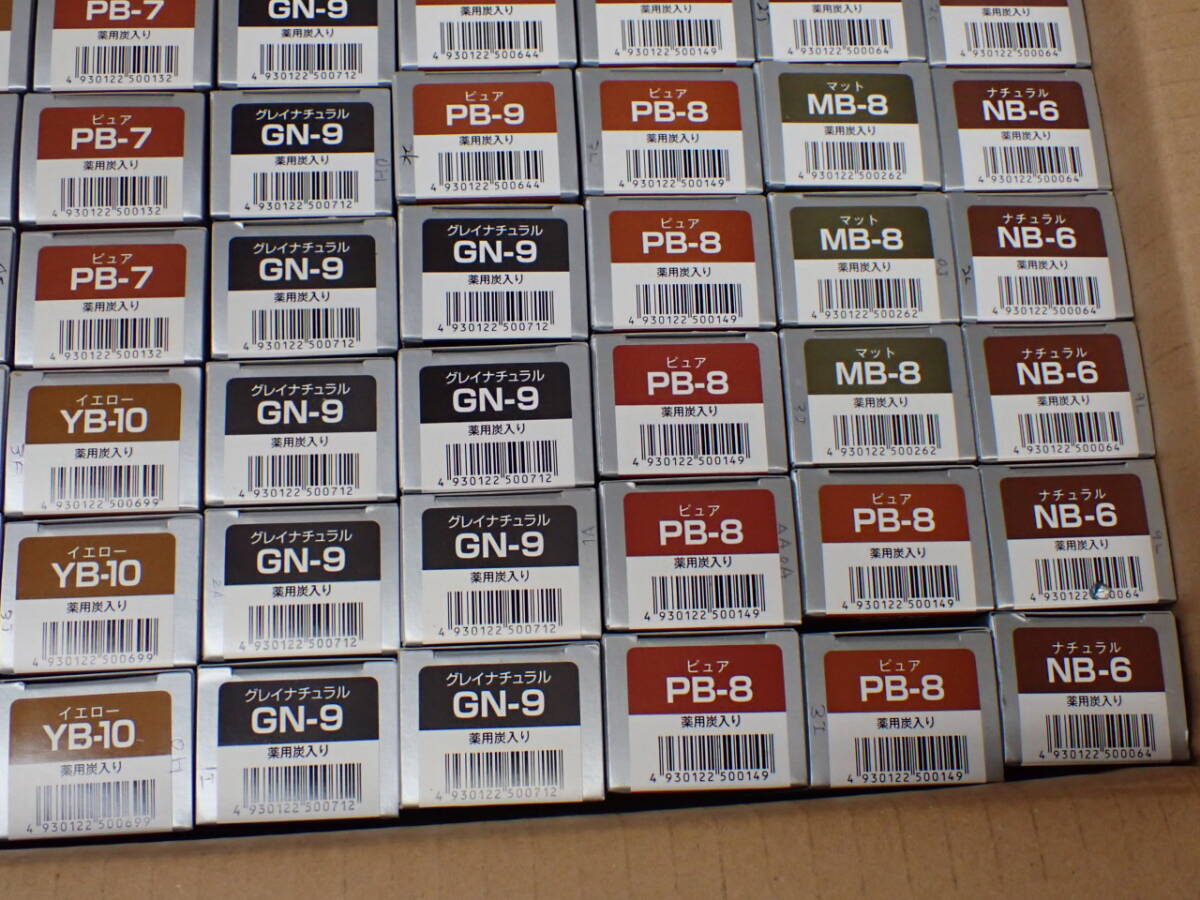 PB-7
薬用炭入り
4 930122 500132
GN-9
薬用炭入り
4 930122 500712
4 930122 500644
4 930122 500149
4 930122 500064
4 930122 500064
ピュア
PB-7
薬用炭入り
4 930122 500132
グレイナチュラル
GN-9
薬用炭入り
4 930122 500712
ピュア
PB-9
薬用炭入り
4 930122 500644
ピュア
PB-8
薬用炭入り
4 930122 500149
マット
MB-8
薬用炭入り
4 930122 500262
ナチュラル
NB-6
薬用炭入り
4 930122 500064
ピュア
PB-7
薬用炭入り
4 930122 500132
グレイナチュラル
GN-9
薬用炭入り
4 930122 500712
グレイナチュラル
GN-9
薬用炭入り
4 930122 500712
ピュア
PB-8
薬用炭入り
4 930122 500149
マット
MB-8
薬用炭入り
4 930122 500262
ナチュラル
NB-6
薬用炭入り
4 930122 500064
イエロー
YB-10
薬用炭入り
4 930122 500699
グレイナチュラル
GN-9
薬用炭入り
4 930122 500712
グレイナチュラル
GN-9
薬用炭入り
4 930122 500712
ピュア
PB-8
薬用炭入り
4 930122 500149
マット
MB-8
薬用炭入り
4 930122 500262
ナチュラル
NB-6
薬用炭入り
4 930122 500064
イエロー
YB-10
薬用炭入り
4 930122 500699
グレイナチュラル
GN-9
薬用炭入り
4 930122 500712
グレイナチュラル
GN-9
薬用炭入り
4 930122 500712
ピュア
PB-8
薬用炭入り
4 930122 500149
ピュア
PB-8
薬用炭入り
4 930122 500149
ナチュラル
NB-6
薬用炭入り
4 930122 064
イエロー
YB-10
薬用炭入り
4 930122 500699
グレイナチュラル
GN-9
薬用炭入り
4 930122 500712
グレイナチュラル
GN-9
薬用炭入り
4 930122 500712
ピュア
PB-8
薬用炭入り
4 930122 500149
ピュア
PB-8
薬用炭入り
4 930122 500149
ナチュラル
NB-6
薬用炭入り
4 930122 500064